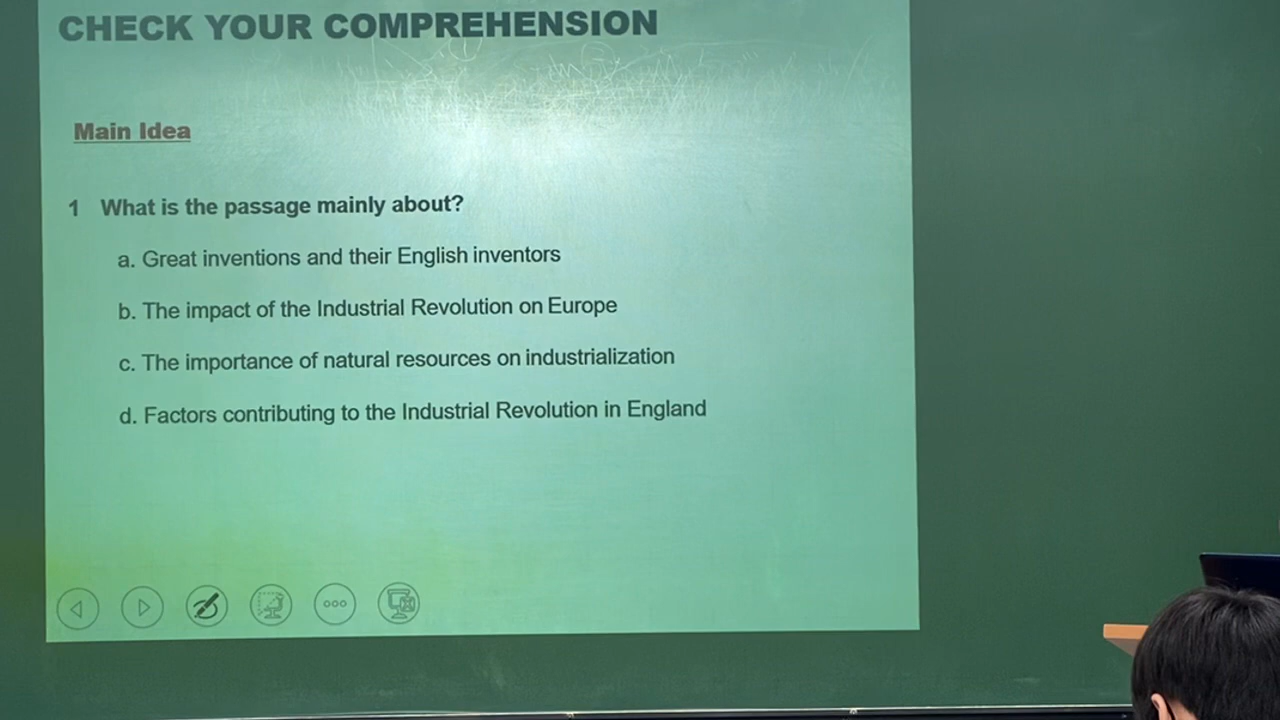 CHECK YOUR COMPREHENSION
Main Idea
1 What is the passage mainly about?
a. Great inventions and their English inventors
b. The impact of the Industrial Revolution on Europe
c. The importance of natural resources on industrialization
d. Factors contributing to the Industrial Revolution in England